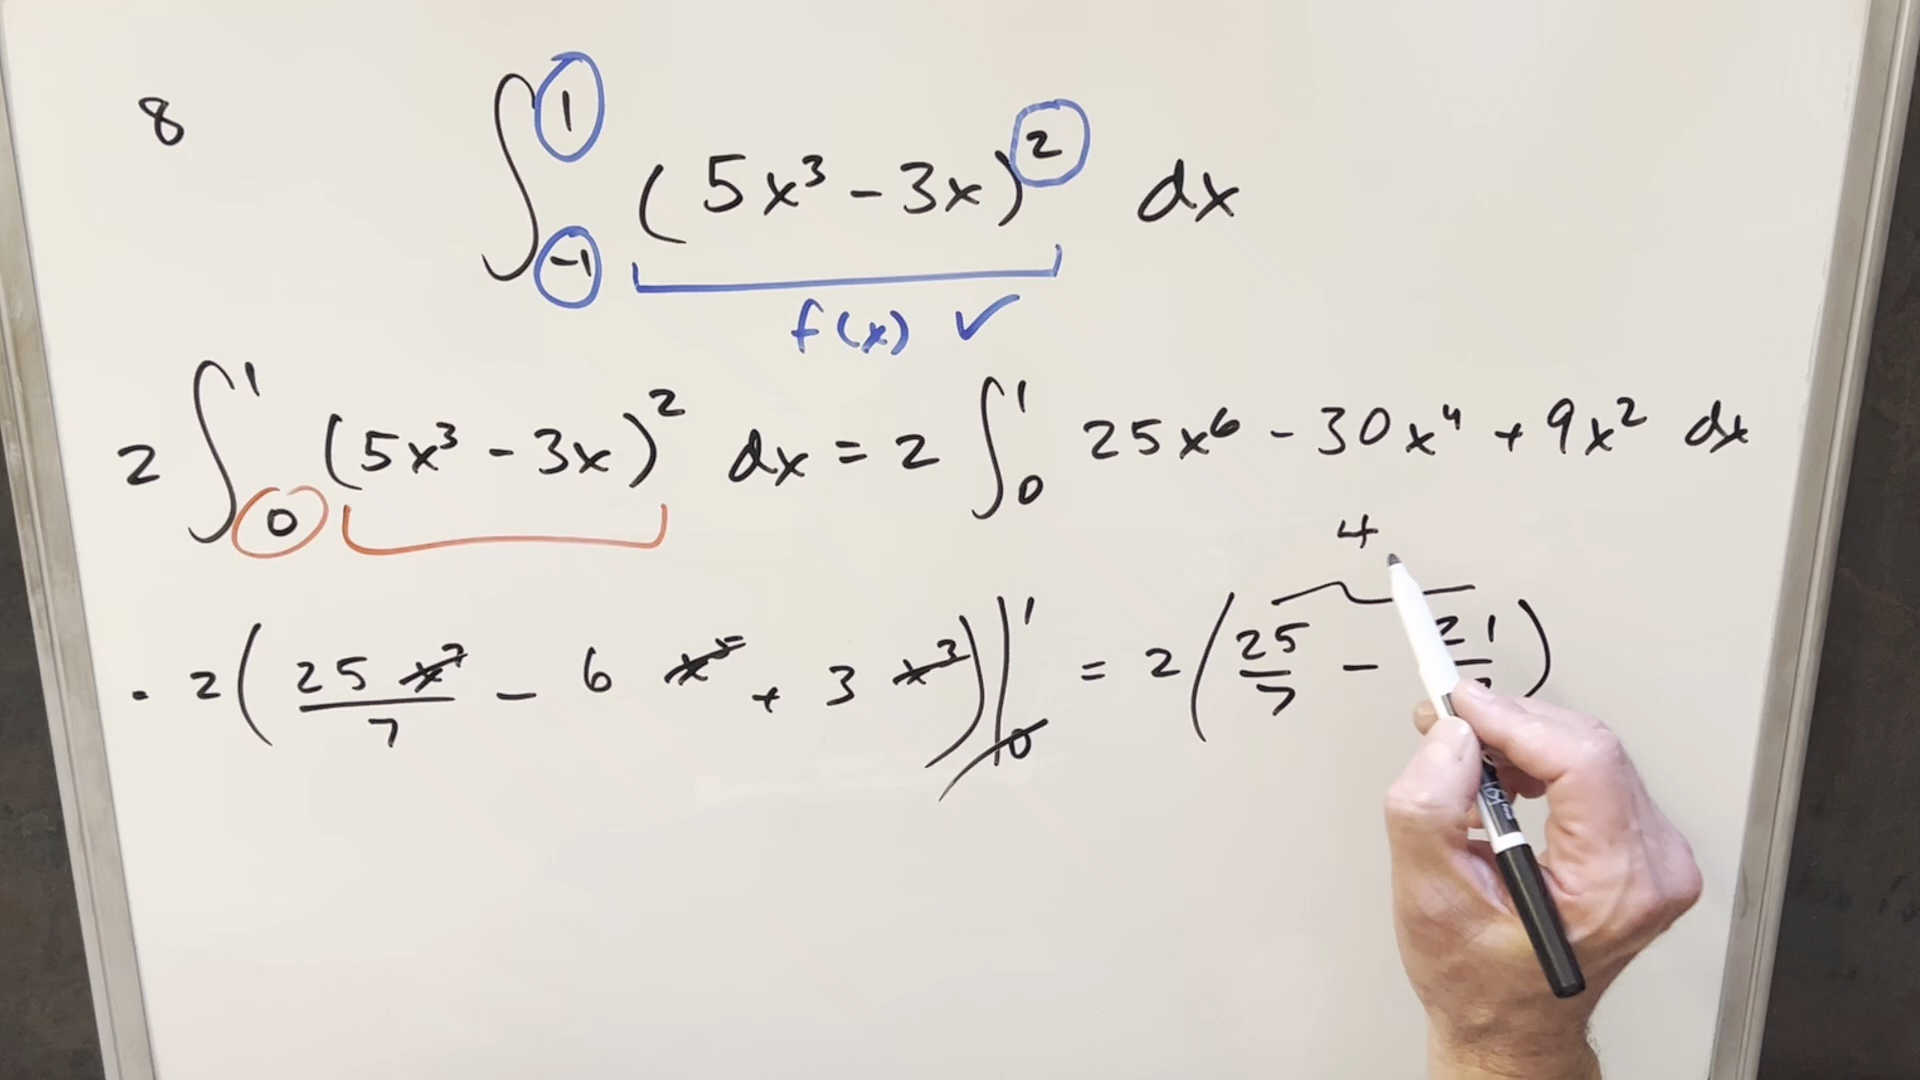 8
∫₋₁¹ (5x³ - 3x)² dx
f(x) ✓
2 ∫₀¹ (5x³ - 3x)² dx = 2 ∫₀¹ 25x⁶ - 30x⁴ + 9x² dx
4
2(25x⁷/7 - 6x⁵ + 3x³)|₀¹ = 2(25/7 - 21